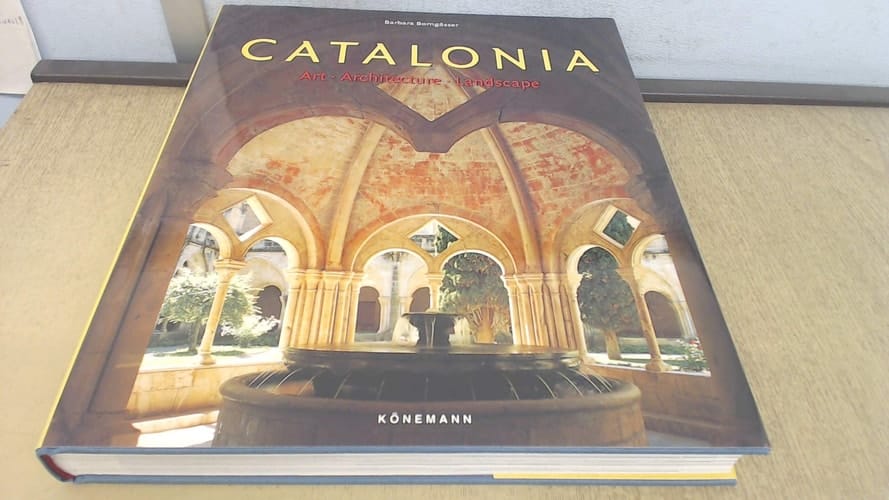 Barbara Borngässer
CATALONIA
Art · Architecture · Landscape
KÖNEMANN